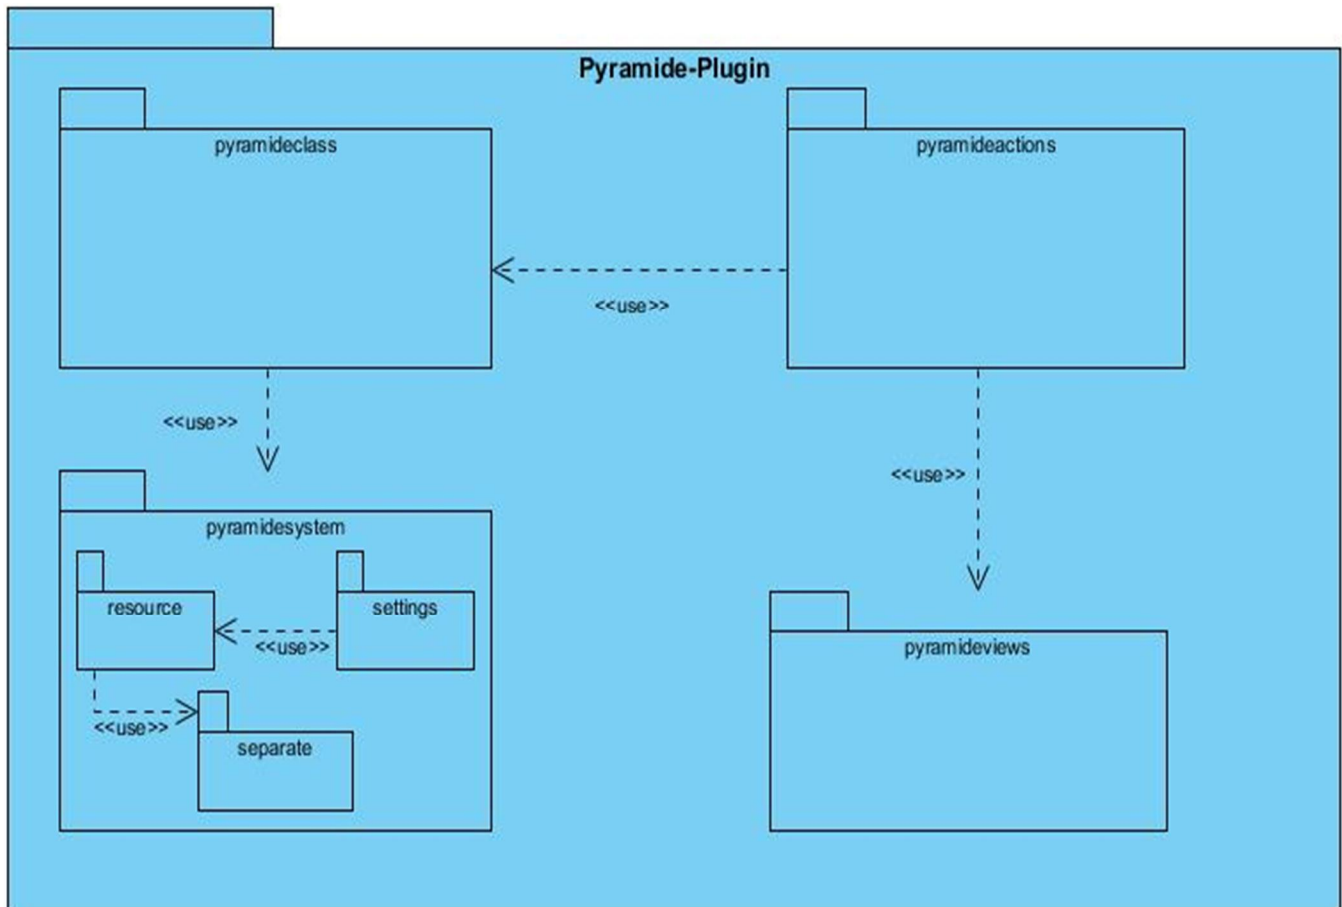 Pyramide-Plugin
pyramideclass
pyramideactions
<<use>>
<<use>>
<<use>>
pyramidesystem
resource
settings
<<use>>
<<use>>
separate
pyramideviews